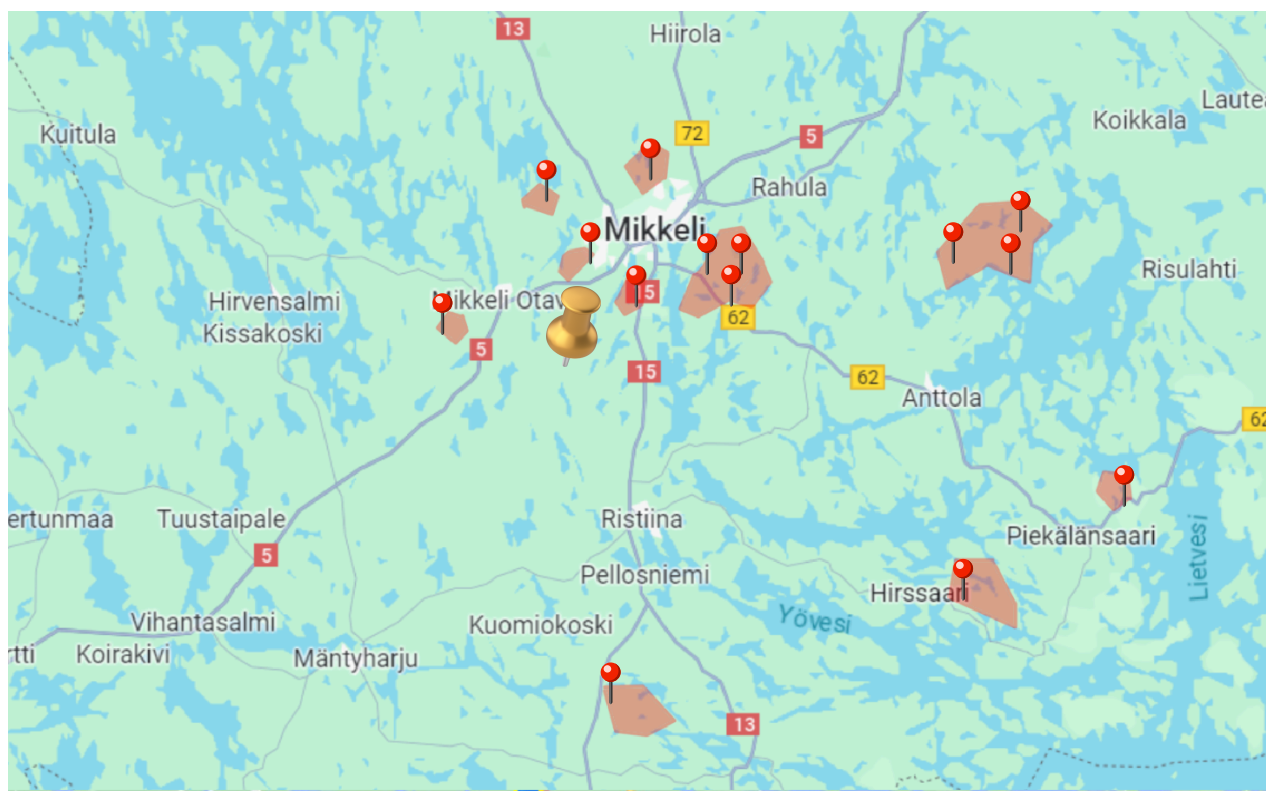 13
Hiirola
Lautea
72
5
Koikkala
Kuitula
Rahula
Mikkeli
Risulahti
Hirvensalmi
Mikkeli Otav
15
62
Kissakoski
5
15
62
Anttola
62
ertunmaa
Tuustaipale
Ristiina
Piekälänsaari
5
Pellosniemi
Lietvesi
Hirssaari
Vihantasalmi
Kuomiokoski
Yövesi
rtti
Koirakivi
Mäntyharju
13